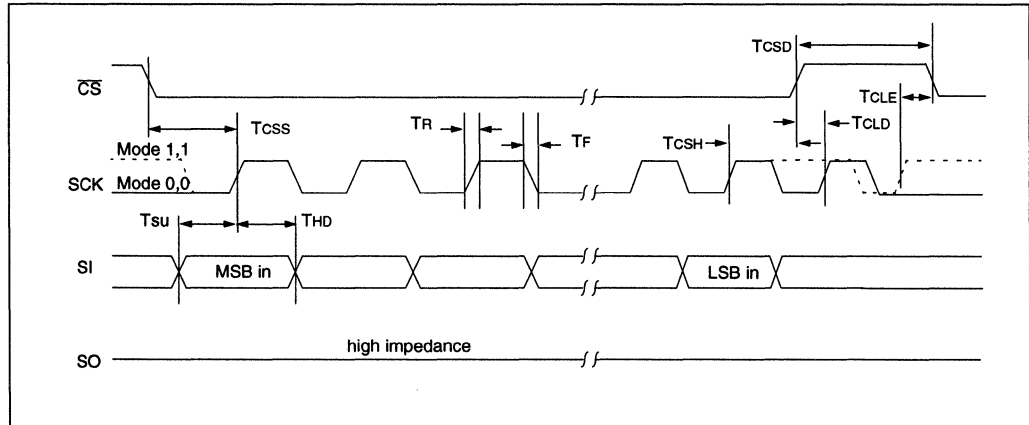 TCSD
CS
TCLE
TCSS
TR
TF
TCSH
TCLD
Mode 1,1
SCK
Mode 0,0
Tsu
THD
SI
MSB in
LSB in
high impedance
SO